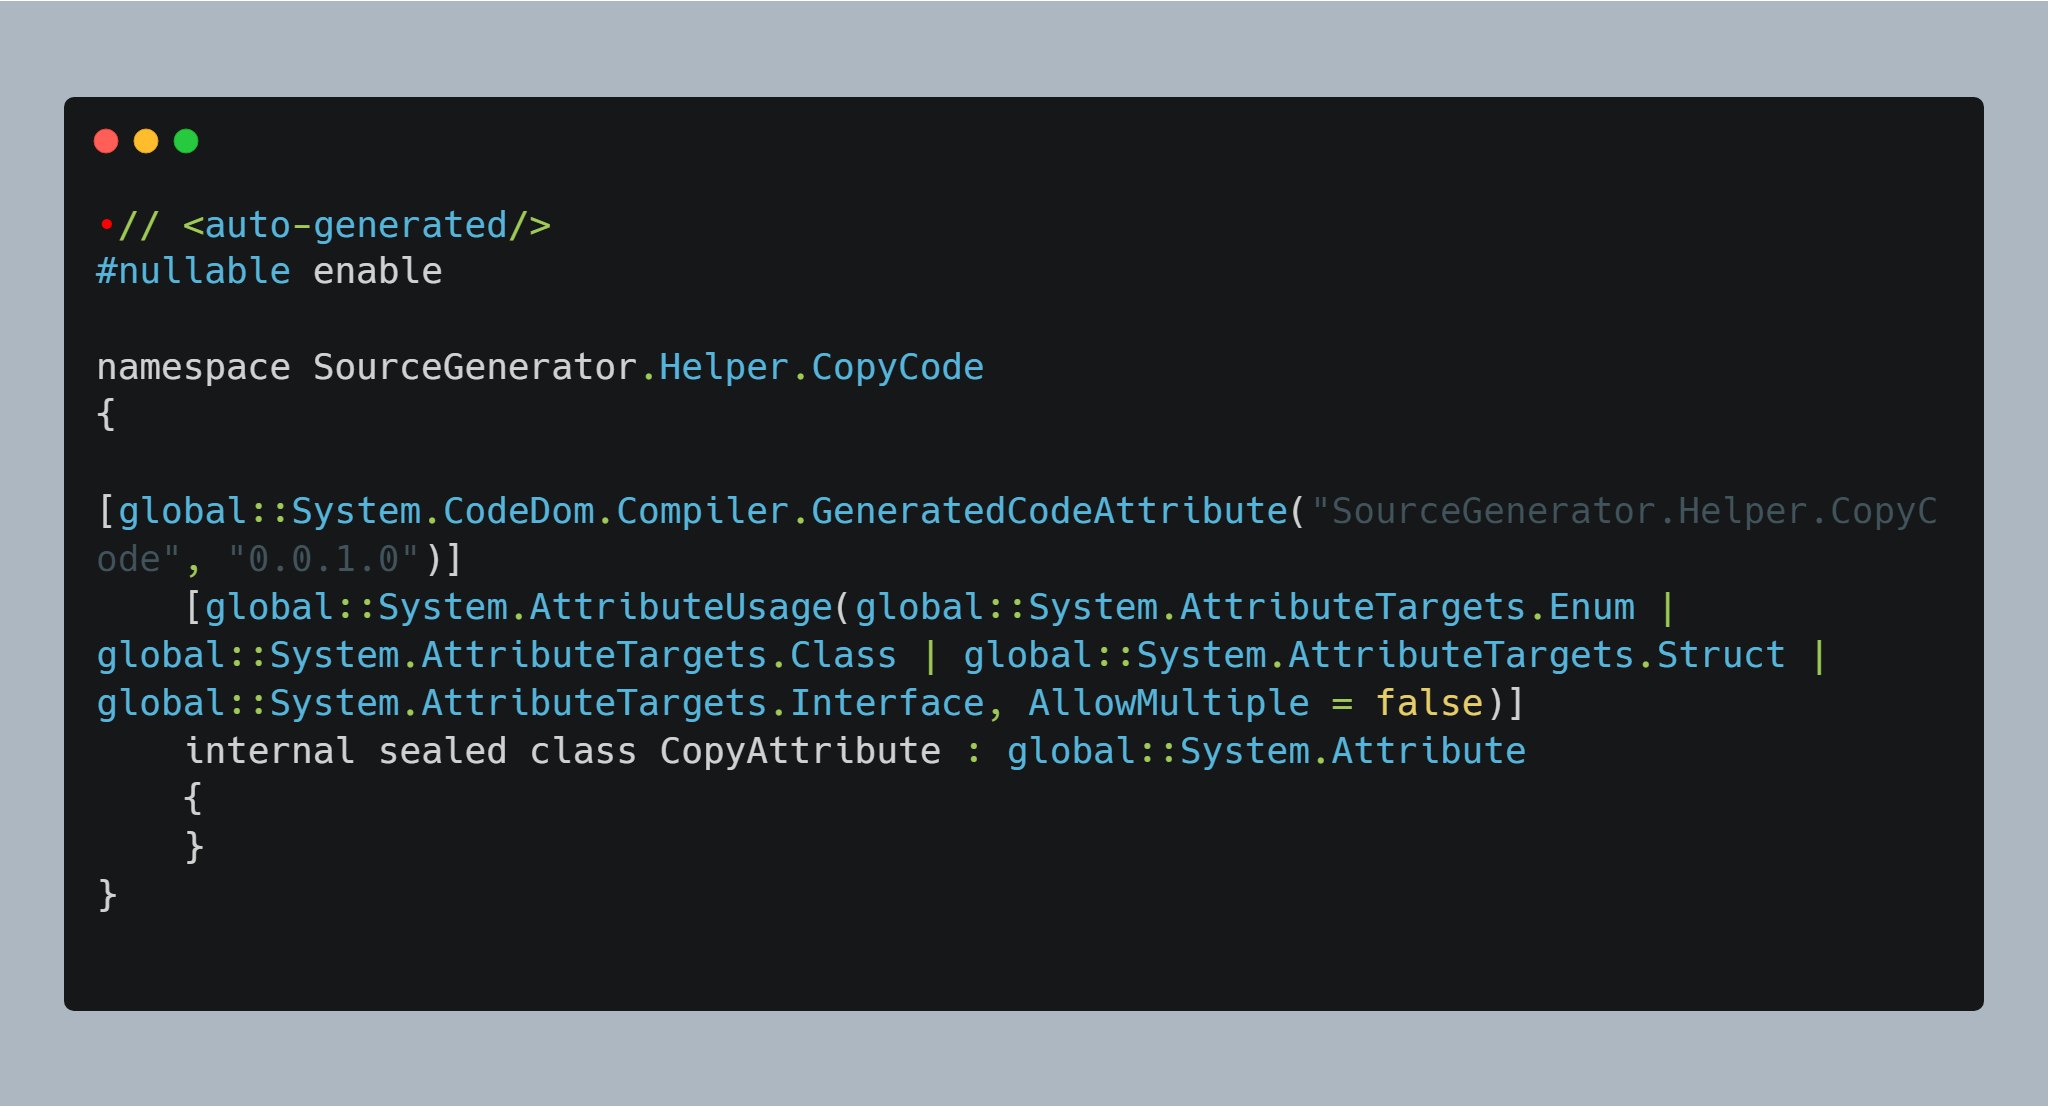 •// <auto-generated/>
#nullable enable

namespace SourceGenerator.Helper.CopyCode
{

[global::System.CodeDom.Compiler.GeneratedCodeAttribute("SourceGenerator.Helper.CopyC
ode", "0.0.1.0")]
    [global::System.AttributeUsage(global::System.AttributeTargets.Enum |
global::System.AttributeTargets.Class | global::System.AttributeTargets.Struct |
global::System.AttributeTargets.Interface, AllowMultiple = false)]
    internal sealed class CopyAttribute : global::System.Attribute
    {
    }
}